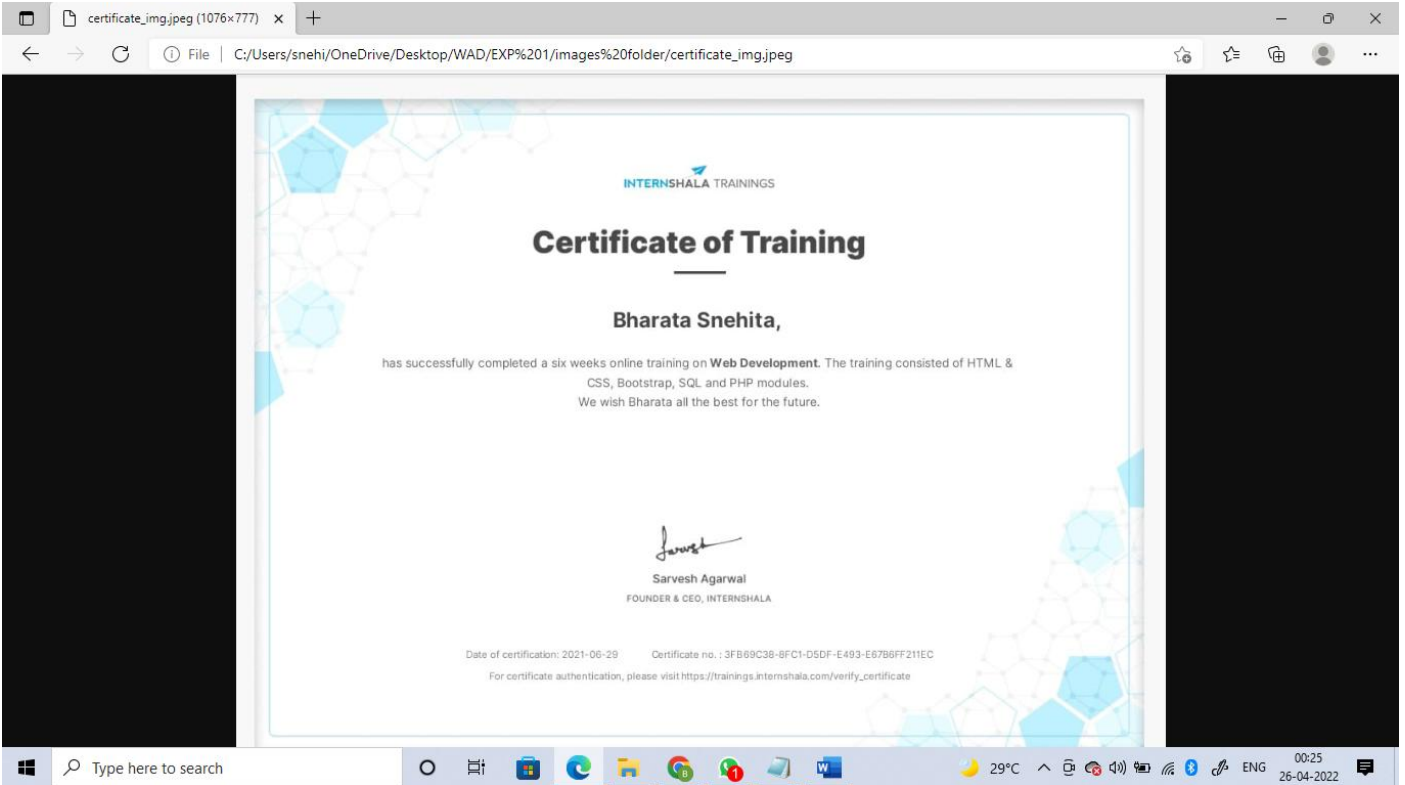 certificate_img.jpeg (1076×777)
File C:/Users/snehi/OneDrive/Desktop/WAD/EXP%201/images%20folder/certificate_img.jpeg
INTERNSHALA TRAININGS
Certificate of Training
Bharata Snehita,
has successfully completed a six weeks online training on Web Development. The training consisted of HTML &
CSS, Bootstrap, SQL and PHP modules.
We wish Bharata all the best for the future.
Sarvesh
Sarvesh Agarwal
FOUNDER & CEO, INTERNSHALA
Date of certification: 2021-06-29 Certificate no. : 3FB69C38-8FC1-D5DF-E493-E67B6FF211EC
For certificate authentication, please visit https://trainings.internshala.com/verify_certificate
Type here to search 29°C ENG 00:25
26-04-2022